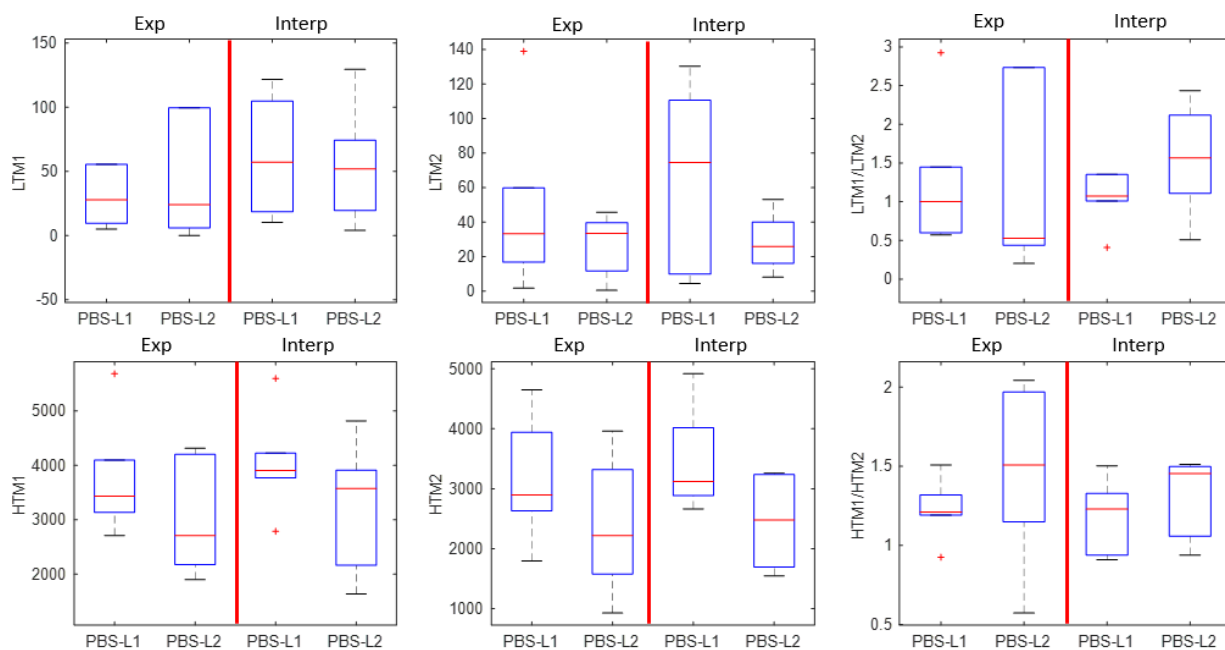 Exp Interp
LTM1
150
100
50
0
-50
PBS-L1 PBS-L2 PBS-L1 PBS-L2
Exp Interp
LTM2
140
120
100
80
60
40
20
0
PBS-L1 PBS-L2 PBS-L1 PBS-L2
Exp Interp
LTM1/LTM2
3
2.5
2
1.5
1
0.5
0
PBS-L1 PBS-L2 PBS-L1 PBS-L2
Exp Interp
HTM1
5000
4000
3000
2000
PBS-L1 PBS-L2 PBS-L1 PBS-L2
Exp Interp
HTM2
5000
4000
3000
2000
1000
PBS-L1 PBS-L2 PBS-L1 PBS-L2
Exp Interp
HTM1/HTM2
2
1.5
1
0.5
PBS-L1 PBS-L2 PBS-L1 PBS-L2